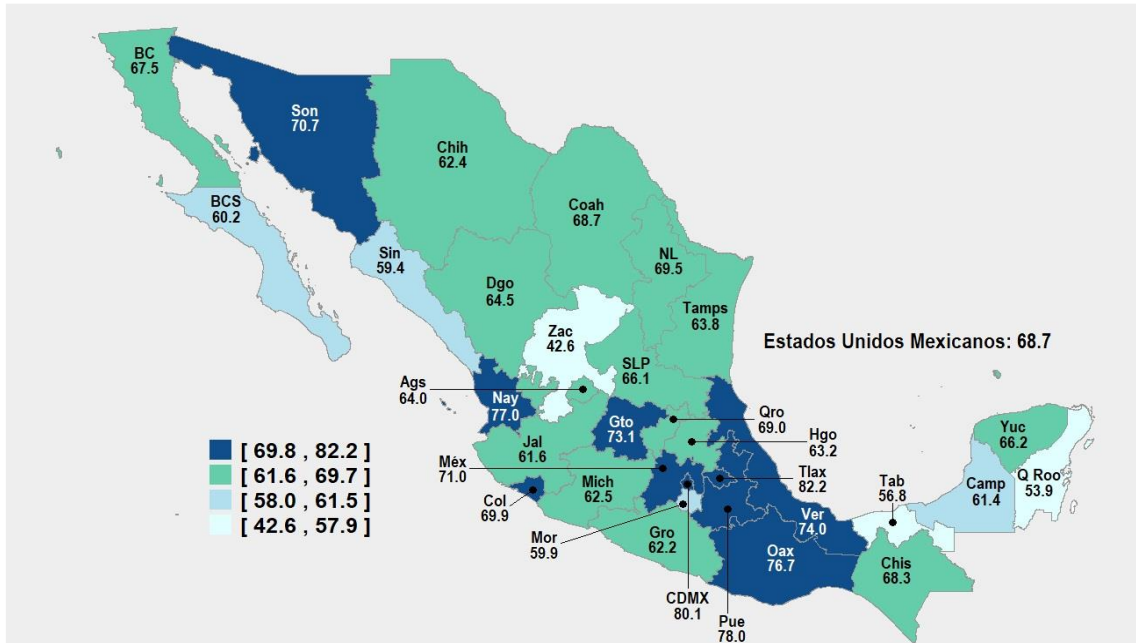 BC
67.5
Son
70.7
Chih
62.4
BCS
60.2
Coah
68.7
Sin
59.4
NL
69.5
Dgo
64.5
Tamps
63.8
Zac
42.6
Estados Unidos Mexicanos: 68.7
SLP
66.1
Ags
64.0
Nay
77.0
Gto
73.1
Qro
69.0
Hgo
63.2
Yuc
66.2
[ 69.8 , 82.2 ]
[ 61.6 , 69.7 ]
[ 58.0 , 61.5 ]
[ 42.6 , 57.9 ]
Jal
61.6
Méx
71.0
Mich
62.5
Tlax
82.2
Q Roo
53.9
Camp
61.4
Tab
56.8
Col
69.9
Ver
74.0
Mor
59.9
Gro
62.2
Oax
76.7
Chis
68.3
CDMX
80.1
Pue
78.0